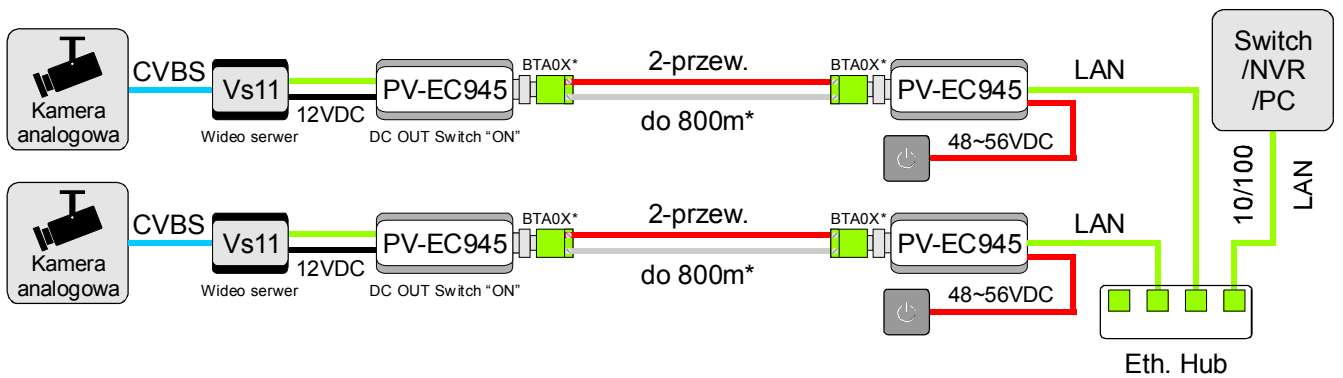 Kamera
analogowa
CVBS
Vs11
Wideo serwer
12VDC
PV-EC945
DC OUT Switch “ON”
BTA0X*
2-przew.
do 800m*
BTA0X*
PV-EC945
48~56VDC
LAN
Switch
/NVR
/PC
10/100
LAN
Kamera
analogowa
CVBS
Vs11
Wideo serwer
12VDC
PV-EC945
DC OUT Switch “ON”
BTA0X*
2-przew.
do 800m*
BTA0X*
PV-EC945
48~56VDC
LAN
Eth. Hub